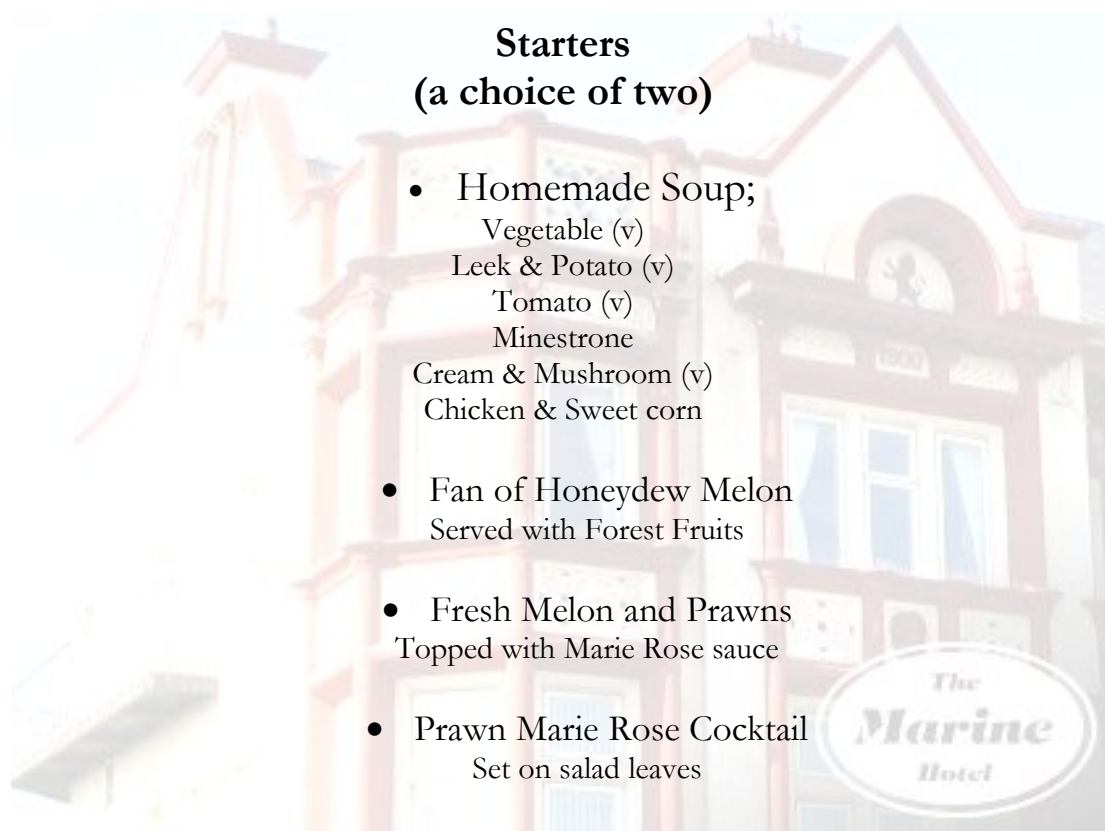 Starters
(a choice of two)
• Homemade Soup;
Vegetable (v)
Leek & Potato (v)
Tomato (v)
Minestrone
Cream & Mushroom (v)
Chicken & Sweet corn
• Fan of Honeydew Melon
Served with Forest Fruits
• Fresh Melon and Prawns
Topped with Marie Rose sauce
• Prawn Marie Rose Cocktail
Set on salad leaves
1900
The
Marine
Hotel